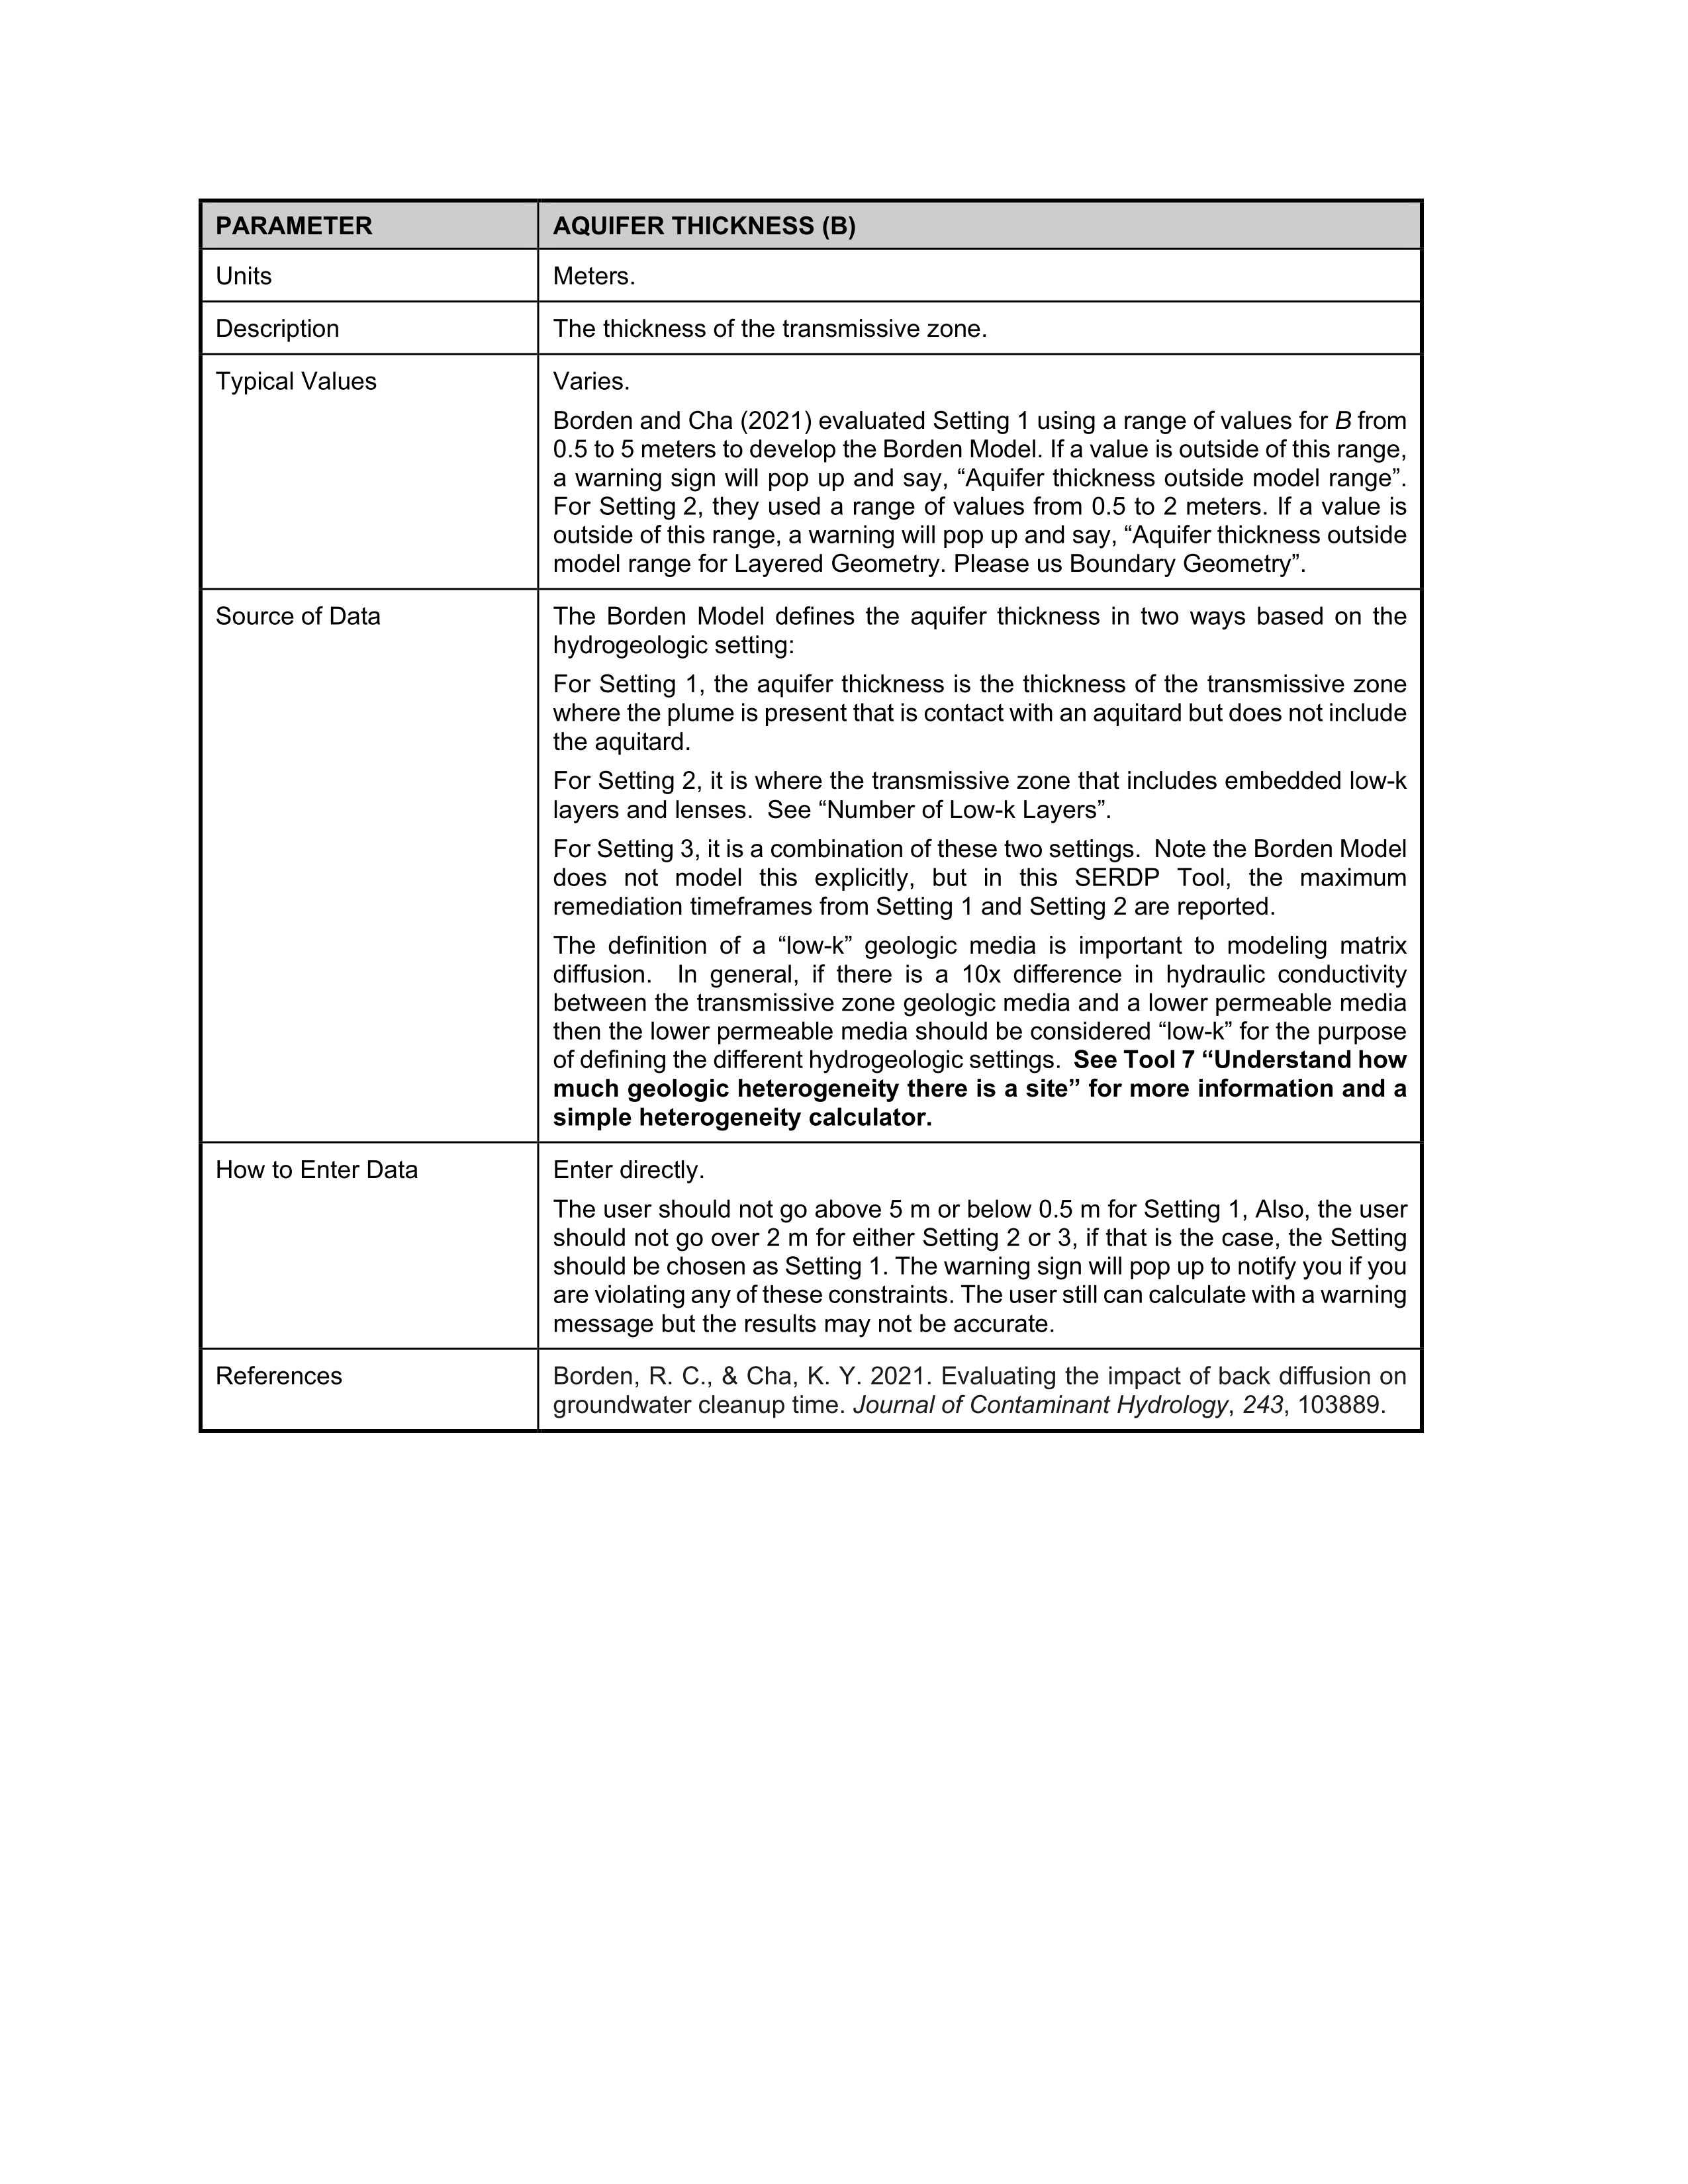 PARAMETER
AQUIFER THICKNESS (B)
Units
Meters.
Description
The thickness of the transmissive zone.
Typical Values
Varies.
Borden and Cha (2021) evaluated Setting 1 using a range of values for B from
0.5 to 5 meters to develop the Borden Model. If a value is outside of this range,
a warning sign will pop up and say, “Aquifer thickness outside model range”.
For Setting 2, they used a range of values from 0.5 to 2 meters. If a value is
outside of this range, a warning will pop up and say, “Aquifer thickness outside
model range for Layered Geometry. Please us Boundary Geometry”.
Source of Data
The Borden Model defines the aquifer thickness in two ways based on the
hydrogeologic setting:
For Setting 1, the aquifer thickness is the thickness of the transmissive zone
where the plume is present that is contact with an aquitard but does not include
the aquitard.
For Setting 2, it is where the transmissive zone that includes embedded low-k
layers and lenses.  See “Number of Low-k Layers”.
For Setting 3, it is a combination of these two settings.  Note the Borden Model
does not model this explicitly, but in this SERDP Tool, the maximum
remediation timeframes from Setting 1 and Setting 2 are reported.
The definition of a “low-k” geologic media is important to modeling matrix
diffusion.  In general, if there is a 10x difference in hydraulic conductivity
between the transmissive zone geologic media and a lower permeable media
then the lower permeable media should be considered “low-k” for the purpose
of defining the different hydrogeologic settings.  See Tool 7 “Understand how
much geologic heterogeneity there is a site” for more information and a
simple heterogeneity calculator.
How to Enter Data
Enter directly.
The user should not go above 5 m or below 0.5 m for Setting 1, Also, the user
should not go over 2 m for either Setting 2 or 3, if that is the case, the Setting
should be chosen as Setting 1. The warning sign will pop up to notify you if you
are violating any of these constraints. The user still can calculate with a warning
message but the results may not be accurate.
References
Borden, R. C., & Cha, K. Y. 2021. Evaluating the impact of back diffusion on
groundwater cleanup time. Journal of Contaminant Hydrology, 243, 103889.